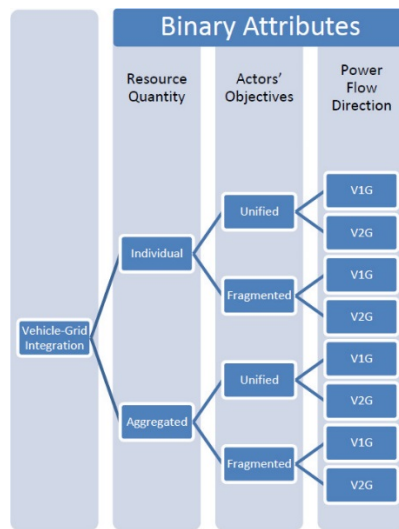 Binary Attributes
Resource
Quantity
Actors'
Objectives
Power
Flow
Direction
Vehicle-Grid
Integration
Individual
Aggregated
Unified
Fragmented
Unified
Fragmented
V1G
V2G
V1G
V2G
V1G
V2G
V1G
V2G